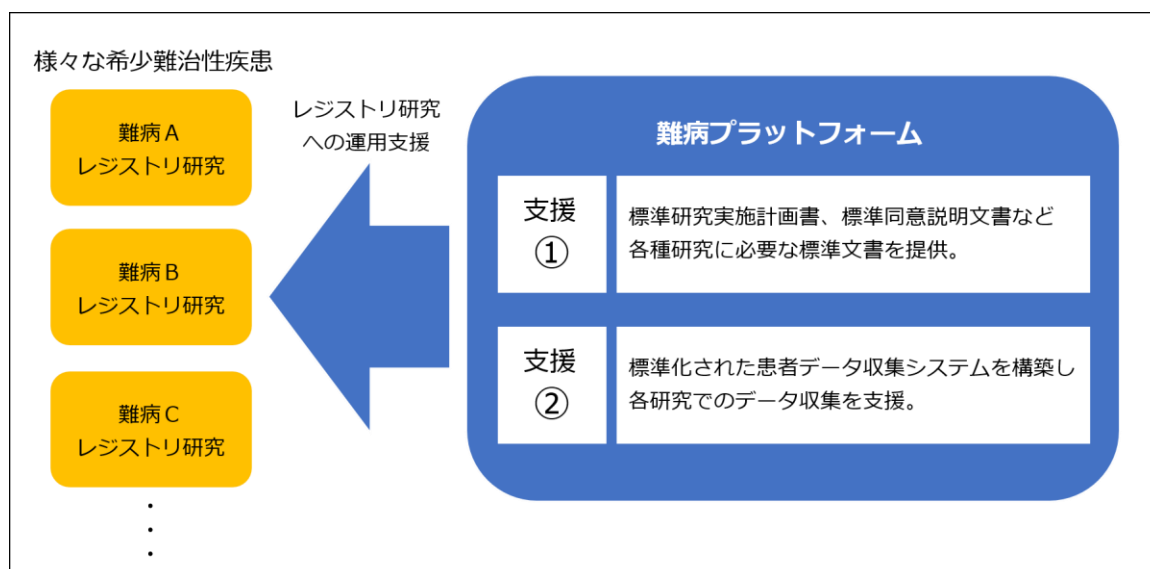 様々な希少難治性疾患
難病A
レジストリ研究
難病B
レジストリ研究
難病C
レジストリ研究
・
・
・
レジストリ研究
への運用支援
難病プラットフォーム
支援
①
標準研究実施計画書、標準同意説明文書など
各種研究に必要な標準文書を提供。
支援
②
標準化された患者データ収集システムを構築し
各研究でのデータ収集を支援。